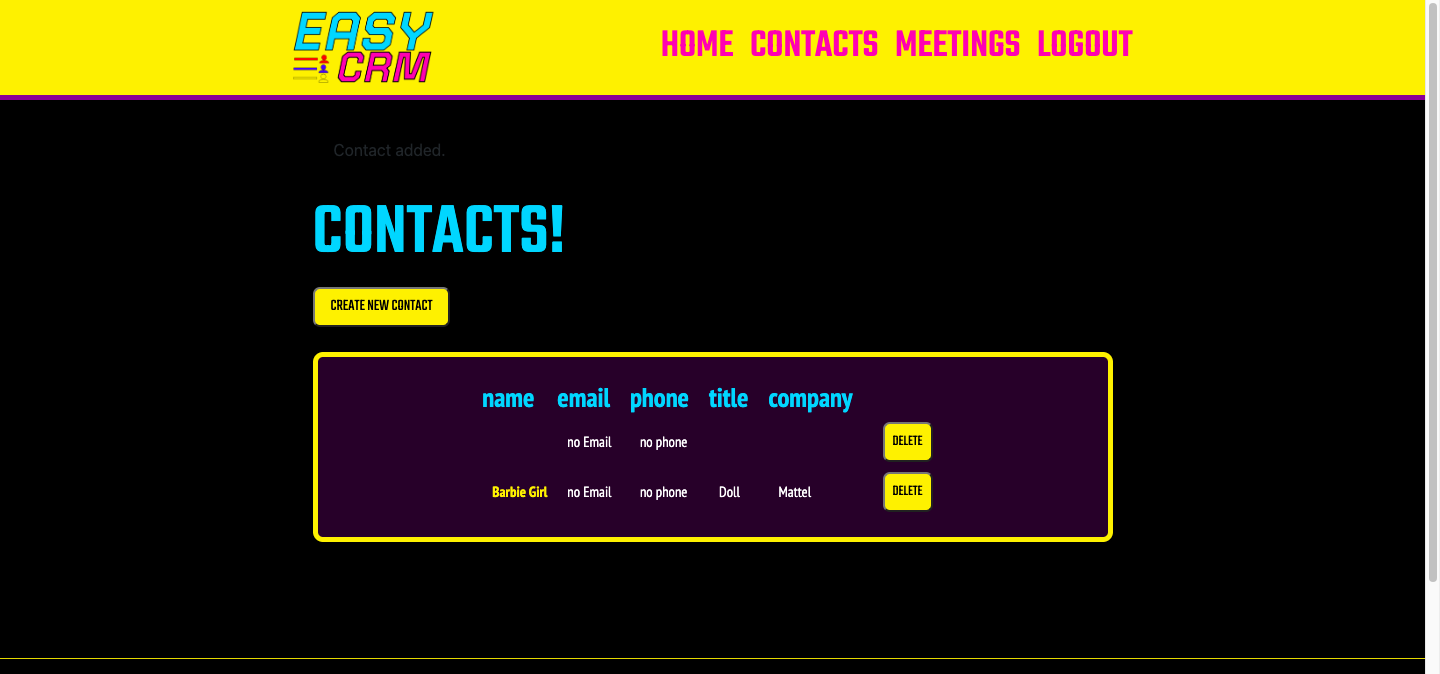 EASY
CRM
HOME CONTACTS MEETINGS LOGOUT
Contact added.
CONTACTS!
CREATE NEW CONTACT
name email phone title company
no Email no phone DELETE
Barbie Girl no Email no phone Doll Mattel DELETE